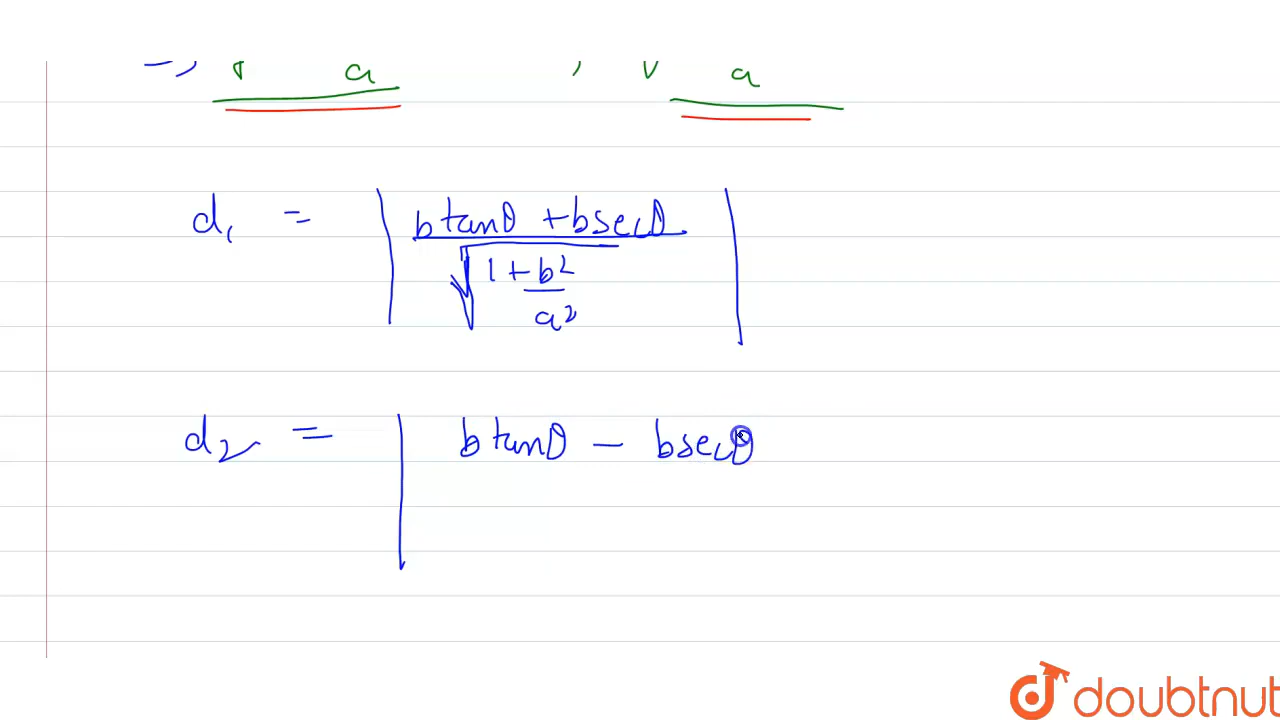 a , a
d₁ = | b tanθ + b secθ |
√1 + b²
a²
d₂ = | b tanθ − b secθ
doubtnut